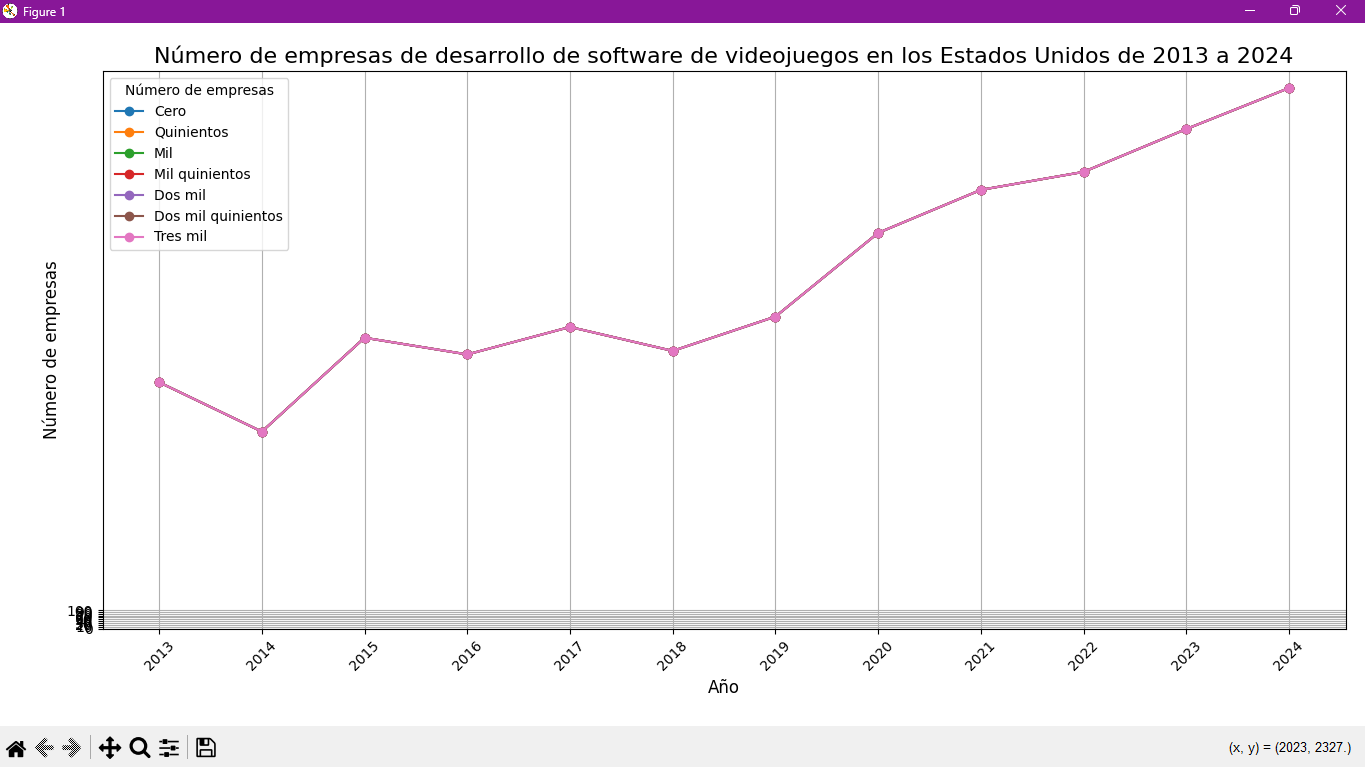 Figure 1
Número de empresas de desarrollo de software de videojuegos en los Estados Unidos de 2013 a 2024
Número de empresas
Cero
Quinientos
Mil
Mil quinientos
Dos mil
Dos mil quinientos
Tres mil
Número de empresas
100
0
2013
2014
2015
2016
2017
2018
2019
2020
2021
2022
2023
2024
Año
(x, y) = (2023, 2327.)